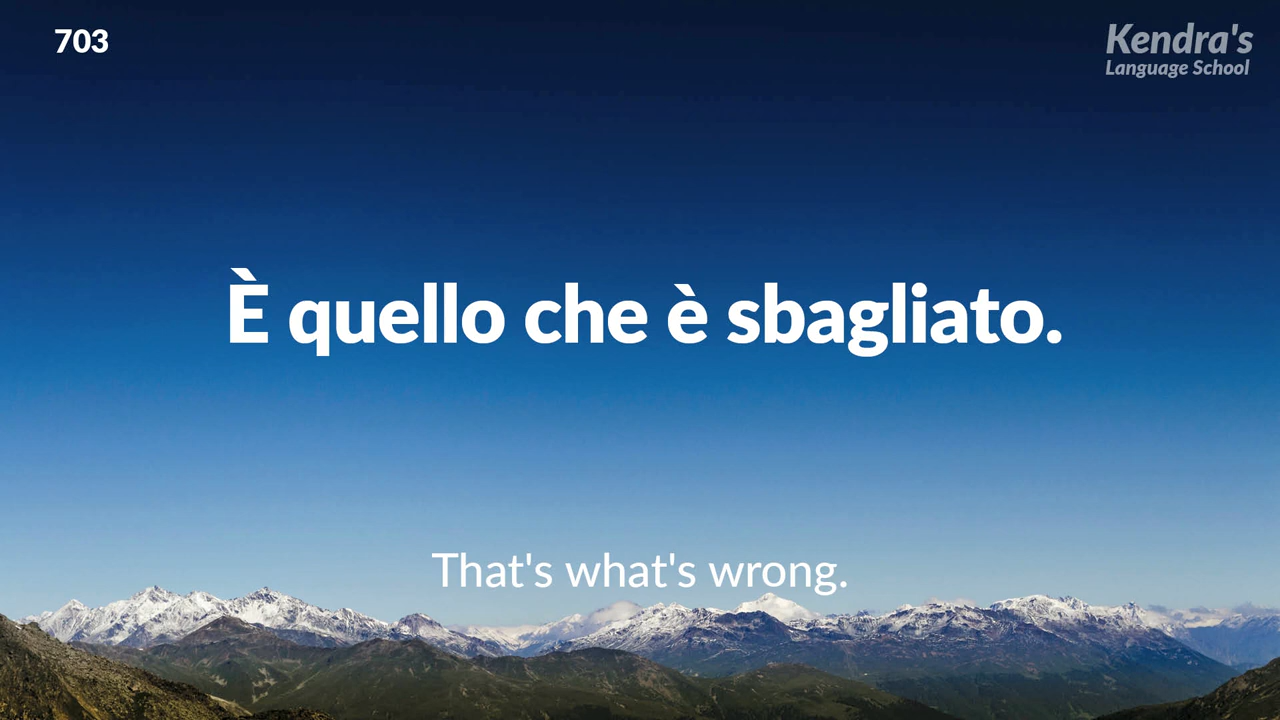 703
Kendra's
Language School
È quello che è sbagliato.
That's what's wrong.